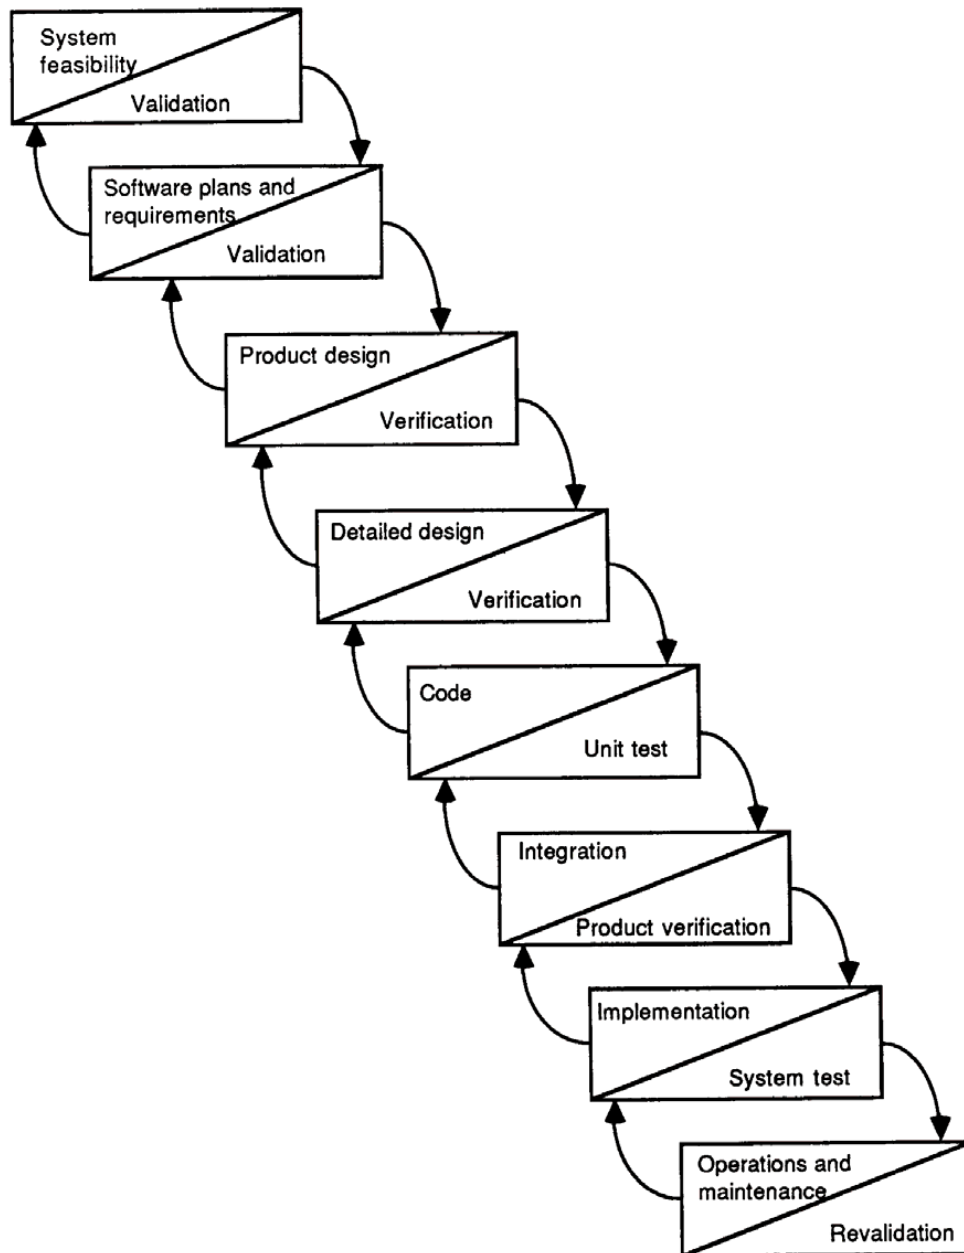 System
feasibility
Validation
Software plans and
requirements
Validation
Product design
Verification
Detailed design
Verification
Code
Unit test
Integration
Product verification
Implementation
System test
Operations and
maintenance
Revalidation